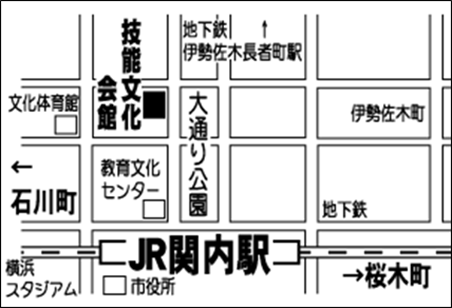 技能文化
会館
地下鉄
↑
伊勢佐木長者町駅
文化体育館
大通り公園
伊勢佐木町
←
石川町
教育文化
センター
地下鉄
JR関内駅
横浜
スタジアム
市役所
→桜木町